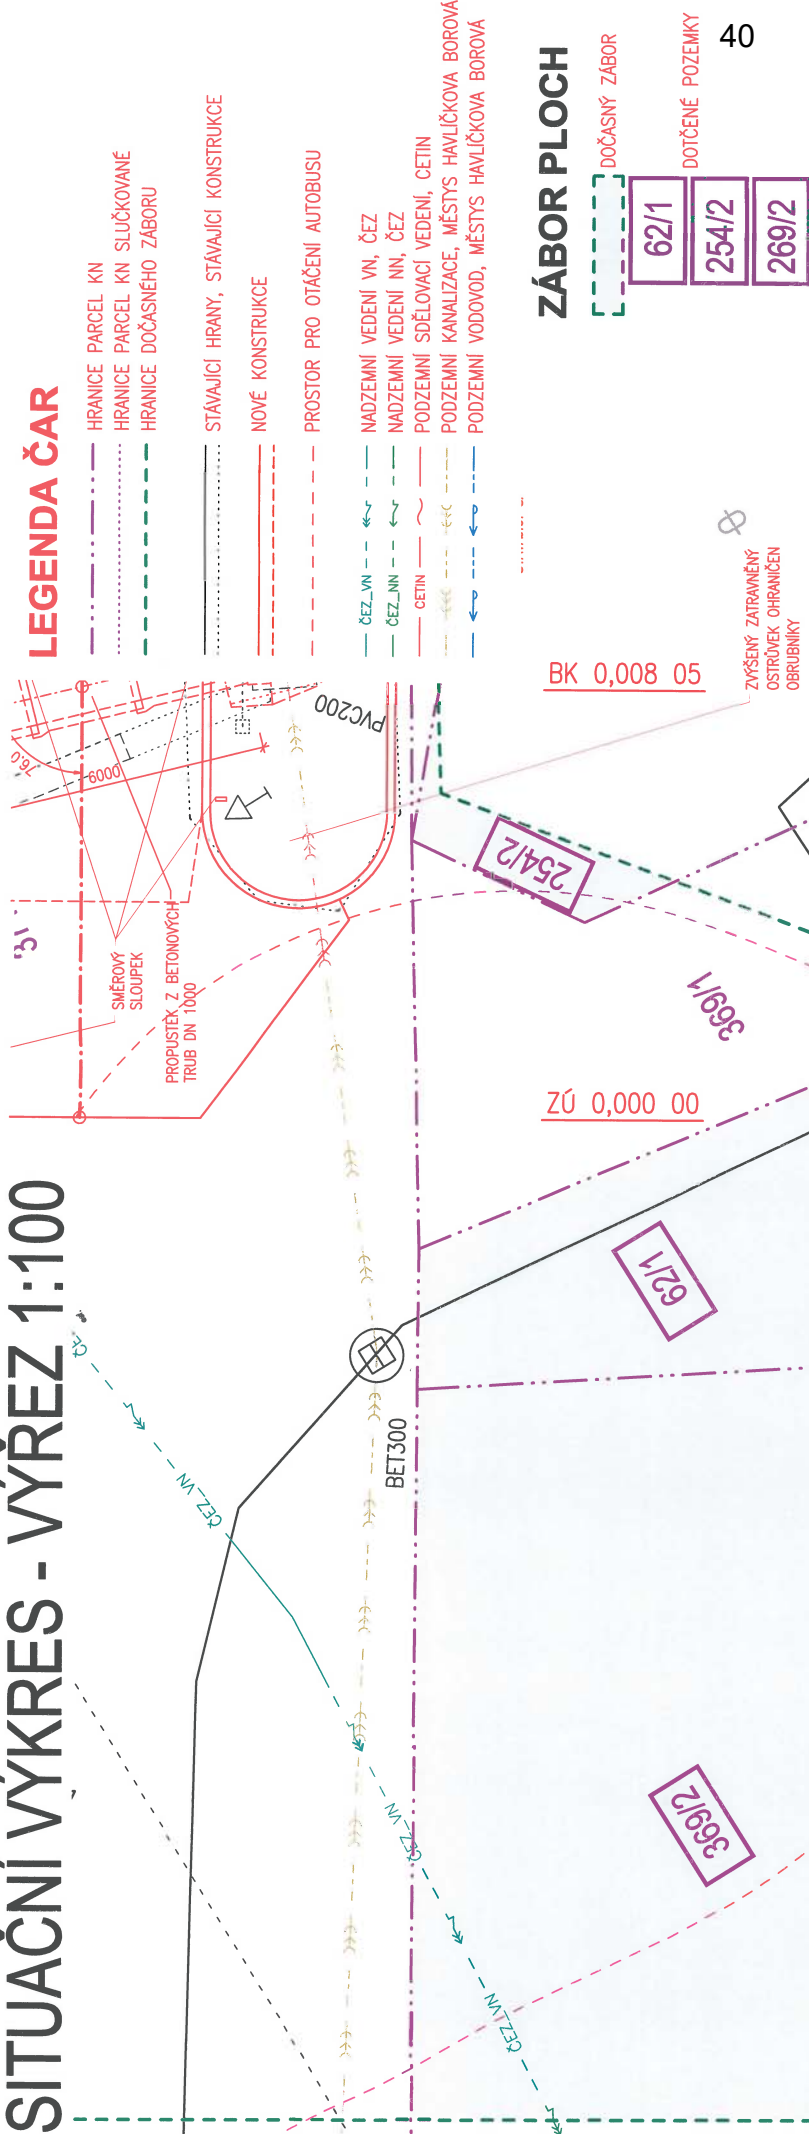 40
SITUAČNÍ VÝKRES - VÝŘEZ 1:100
LEGENDA ČAR
HRANICE PARCEL KN
HRANICE PARCEL KN SLUČKOVANÉ
HRANICE DOČASNÉHO ZÁBORU
STÁVAJÍCÍ HRANY, STÁVAJÍCÍ KONSTRUKCE
NOVÉ KONSTRUKCE
PROSTOR PRO OTÁČENÍ AUTOBUSU
ČEZ_VN NADZEMNÍ VEDENÍ VN, ČEZ
ČEZ_NN NADZEMNÍ VEDENÍ NN, ČEZ
CETIN PODZEMNÍ SDĚLOVACÍ VEDENÍ, CETIN
PODZEMNÍ KANALIZACE, MĚSTYS HAVLÍČKOVA BOROVÁ
PODZEMNÍ VODOVOD, MĚSTYS HAVLÍČKOVA BOROVÁ
ZÁBOR PLOCH
DOČASNÝ ZÁBOR
62/1
254/2
269/2
DOTČENÉ POZEMKY
76.0
6000
PVC200
SMĚROVÝ
SLOUPEK
PROPUSTEK Z BETONOVÝCH
TRUB DN 1000
BK 0,008 05
ZVÝŠENÝ ZATRAVNĚNÝ
OSTRŮVEK OHRANIČEN
OBRUBNÍKY
254/2
369/1
ZÚ 0,000 00
62/1
BET300
ČEZ_VN
ČEZ_VN
ČEZ_VN
369/2